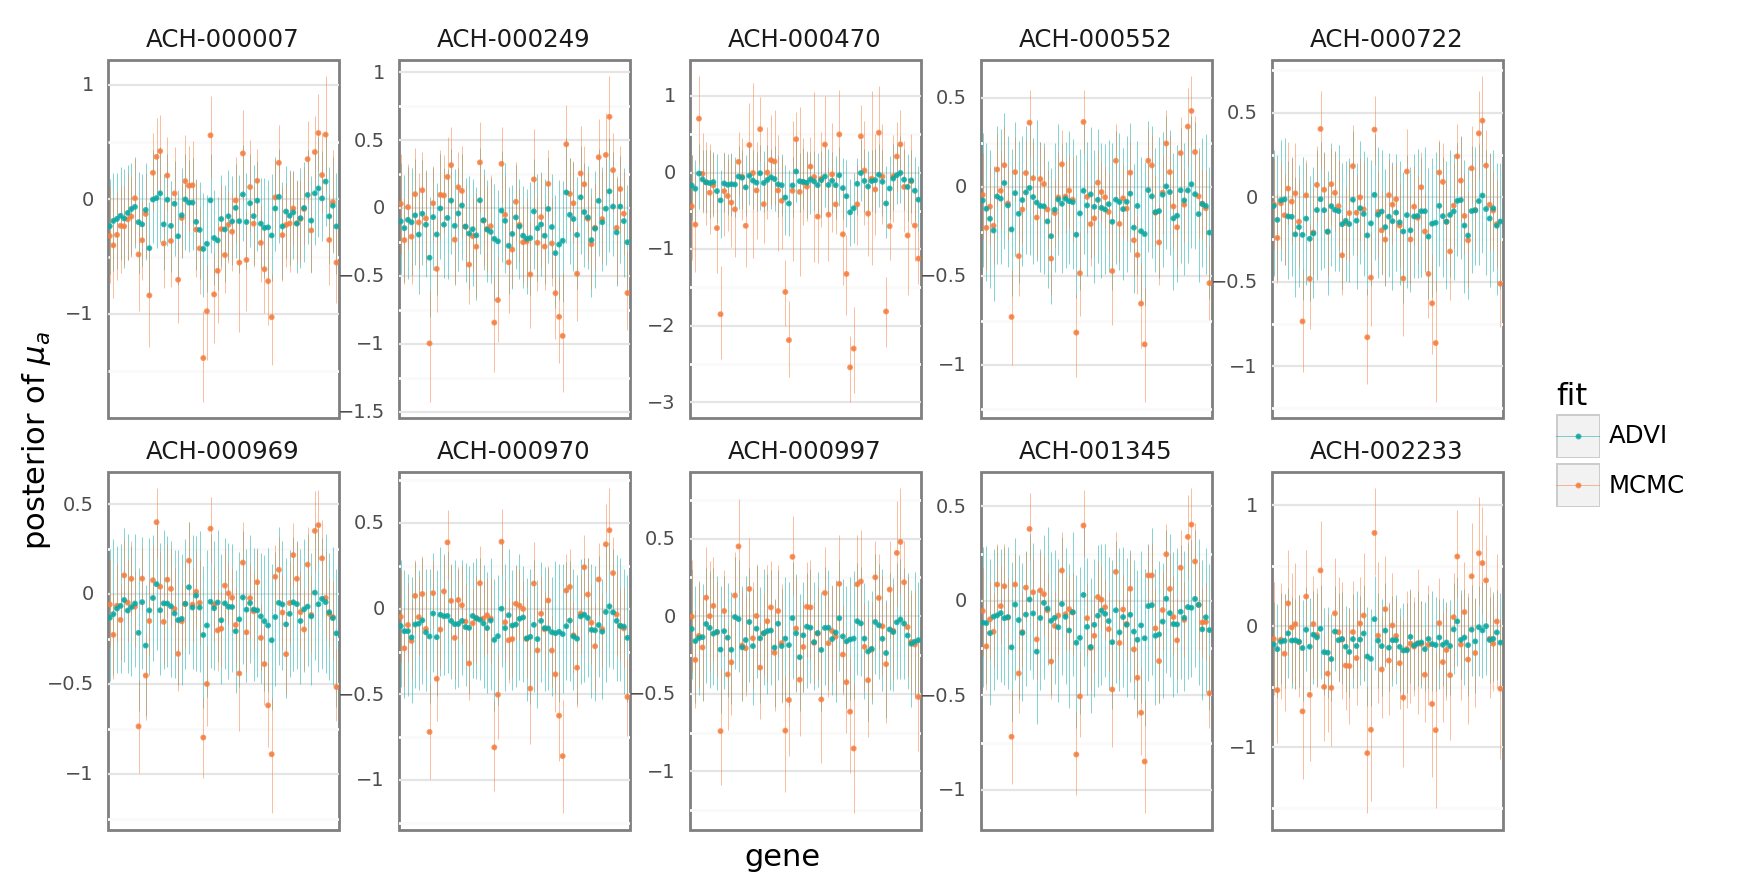 ACH-000007 ACH-000249 ACH-000470 ACH-000552 ACH-000722
1 0 −1
1 0.5 0 −0.5 −1 −1.5
1 0 −1 −2 −3
0.5 0 −0.5 −1
0.5 0 −0.5 −1
posterior of μa
ACH-000969 ACH-000970 ACH-000997 ACH-001345 ACH-002233
0.5 0 −0.5 −1
0.5 0 −0.5 −1
0.5 0 −0.5 −1
0.5 0 −0.5 −1
1 0 −1
gene
fit
ADVI
MCMC